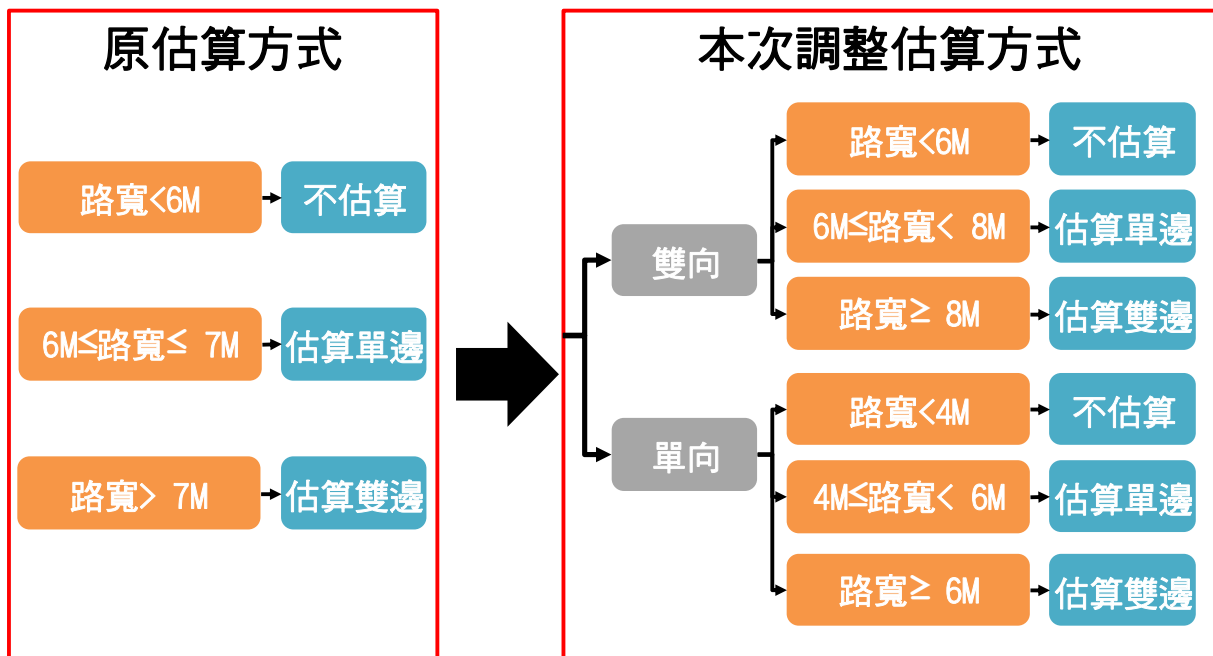 原估算方式
路寬<6M
不估算
6M≤路寬≤ 7M
估算單邊
路寬> 7M
估算雙邊
本次調整估算方式
雙向
路寬<6M
不估算
6M≤路寬< 8M
估算單邊
路寬≥ 8M
估算雙邊
單向
路寬<4M
不估算
4M≤路寬< 6M
估算單邊
路寬≥ 6M
估算雙邊